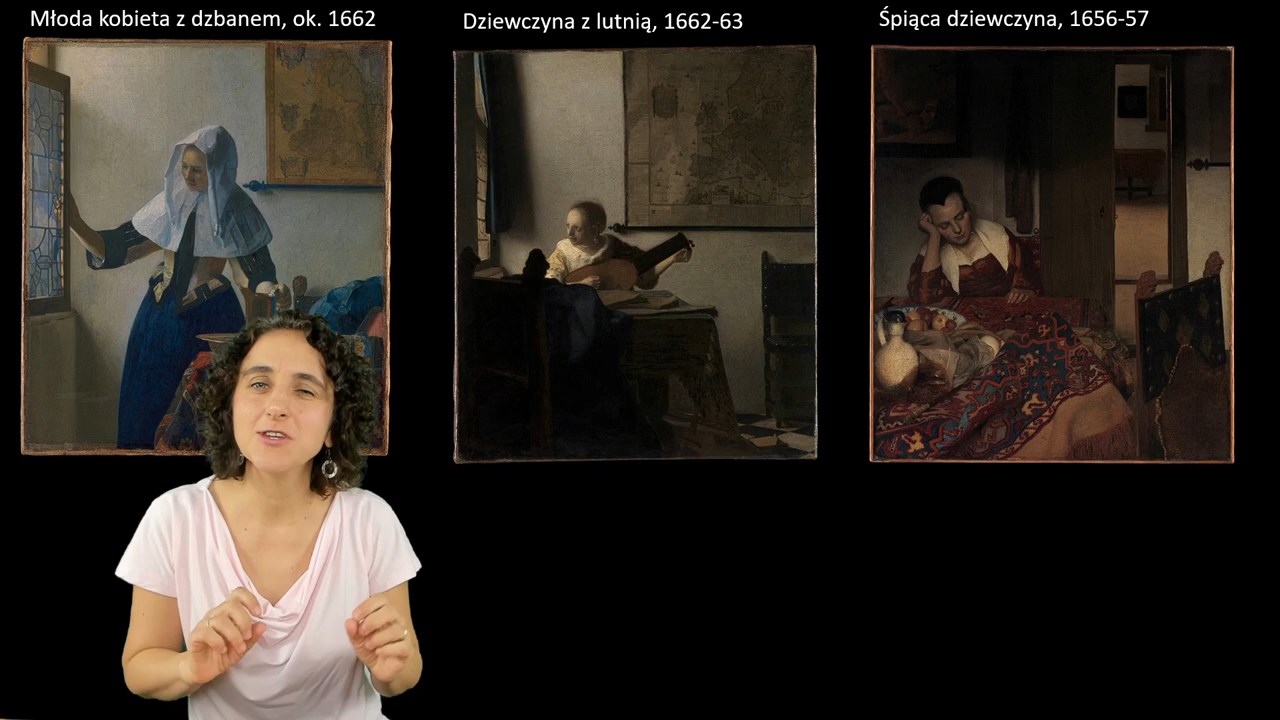 Młoda kobieta z dzbanem, ok. 1662
Dziewczyna z lutnią, 1662-63
Śpiąca dziewczyna, 1656-57